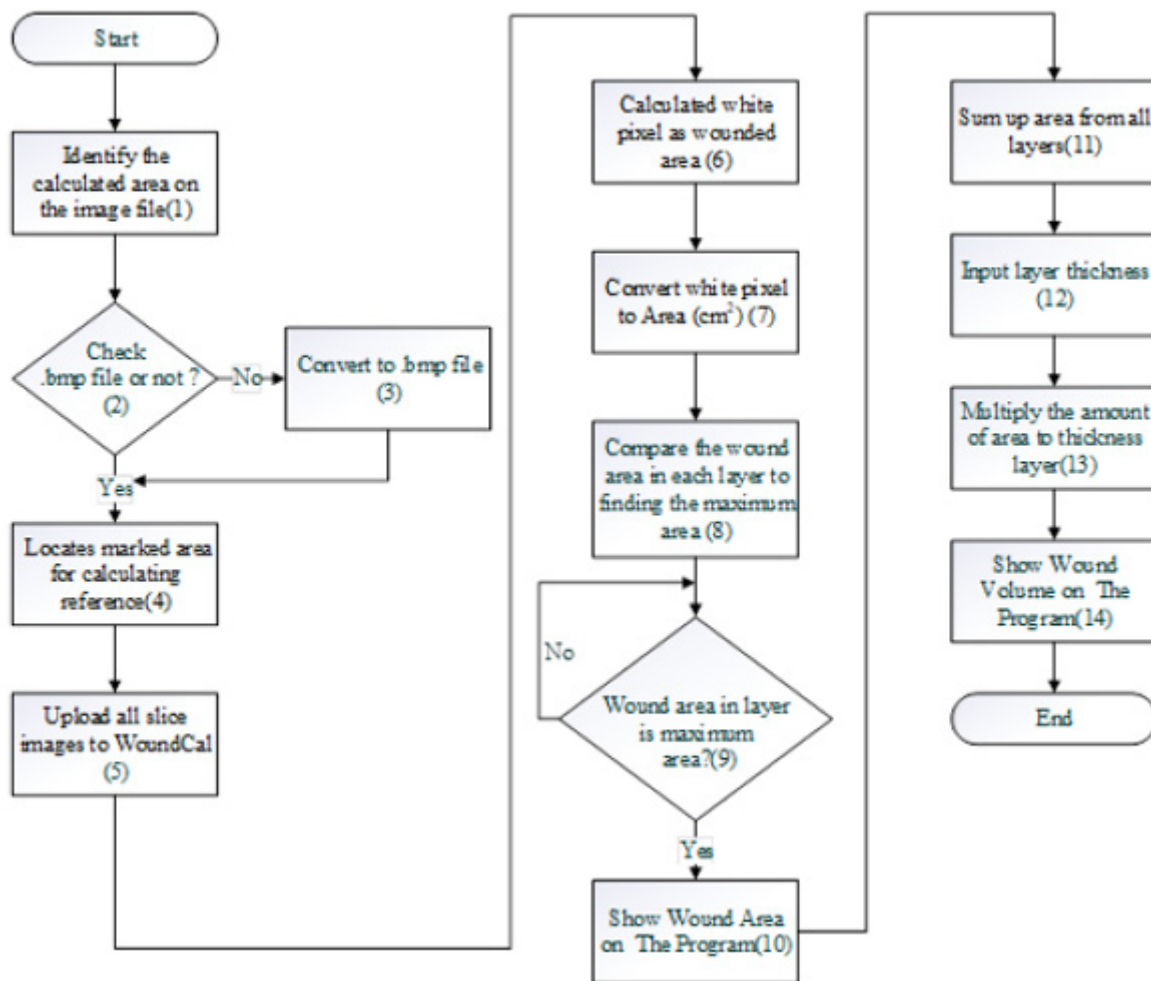 Start
Identify the
calculated area on
the image file(1)
Check
.bmp file or not ?
(2)
No
Convert to .bmp file
(3)
Yes
Locates marked area
for calculating
reference(4)
Upload all slice
images to WoundCal
(5)
Calculated white
pixel as wounded
area (6)
Convert white pixel
to Area (cm²) (7)
Compare the wound
area in each layer to
finding the maximum
area (8)
No
Wound area in layer
is maximum
area?(9)
Yes
Show Wound Area
on The Program(10)
Sum up area from all
layers(11)
Input layer thickness
(12)
Multiply the amount
of area to thickness
layer(13)
Show Wound
Volume on The
Program(14)
End